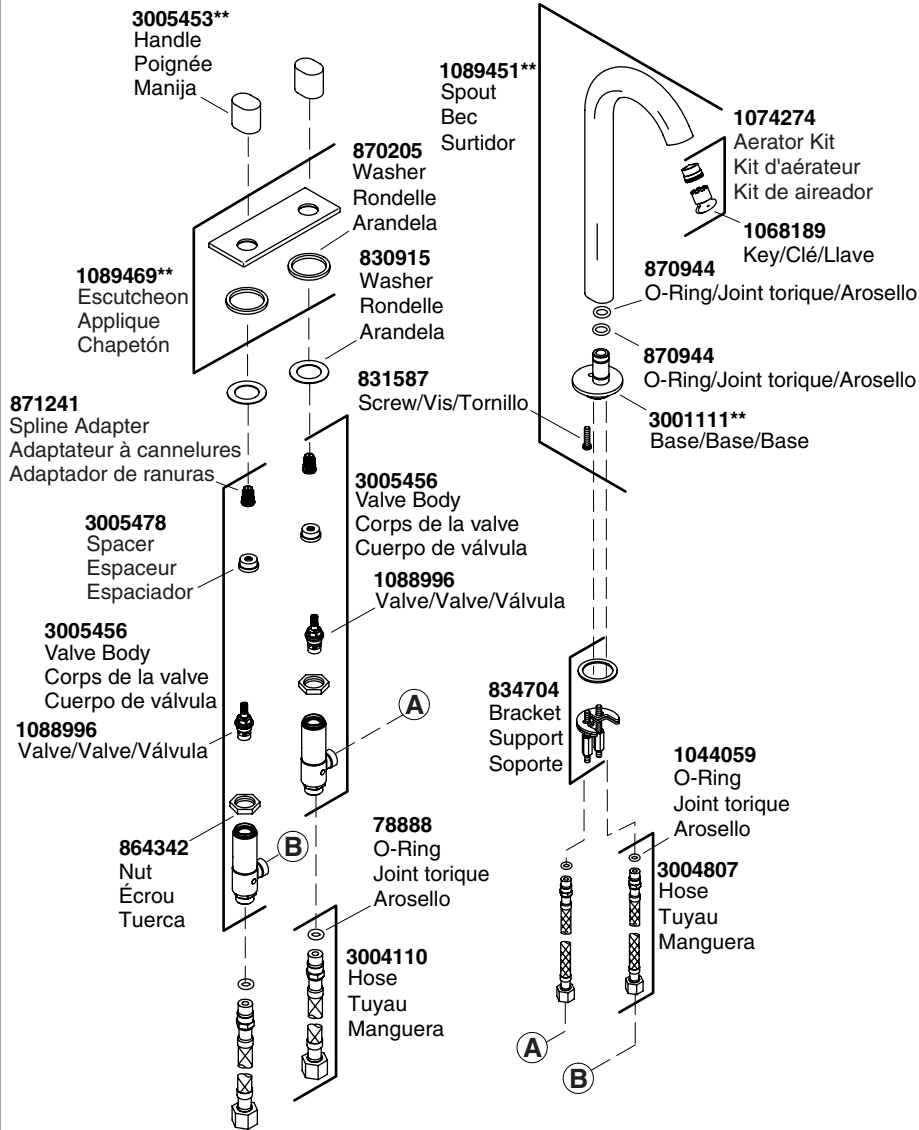 3005453**
Handle
Poignée
Manija
1089451**
Spout
Bec
Surtidor
1074274
Aerator Kit
Kit d'aérateur
Kit de aireador
1068189
Key/Clé/Llave
870205
Washer
Rondelle
Arandela
830915
Washer
Rondelle
Arandela
1089469**
Escutcheon
Applique
Chapetón
870944
O-Ring/Joint torique/Arosello
870944
O-Ring/Joint torique/Arosello
3001111**
Base/Base/Base
831587
Screw/Vis/Tornillo
871241
Spline Adapter
Adaptateur à cannelures
Adaptador de ranuras
3005456
Valve Body
Corps de la valve
Cuerpo de válvula
3005478
Spacer
Espaceur
Espaciador
1088996
Valve/Valve/Válvula
3005456
Valve Body
Corps de la valve
Cuerpo de válvula
1088996
Valve/Valve/Válvula
A
834704
Bracket
Support
Soporte
1044059
O-Ring
Joint torique
Arosello
864342
Nut
Écrou
Tuerca
B
78888
O-Ring
Joint torique
Arosello
3004807
Hose
Tuyau
Manguera
3004110
Hose
Tuyau
Manguera
A
B